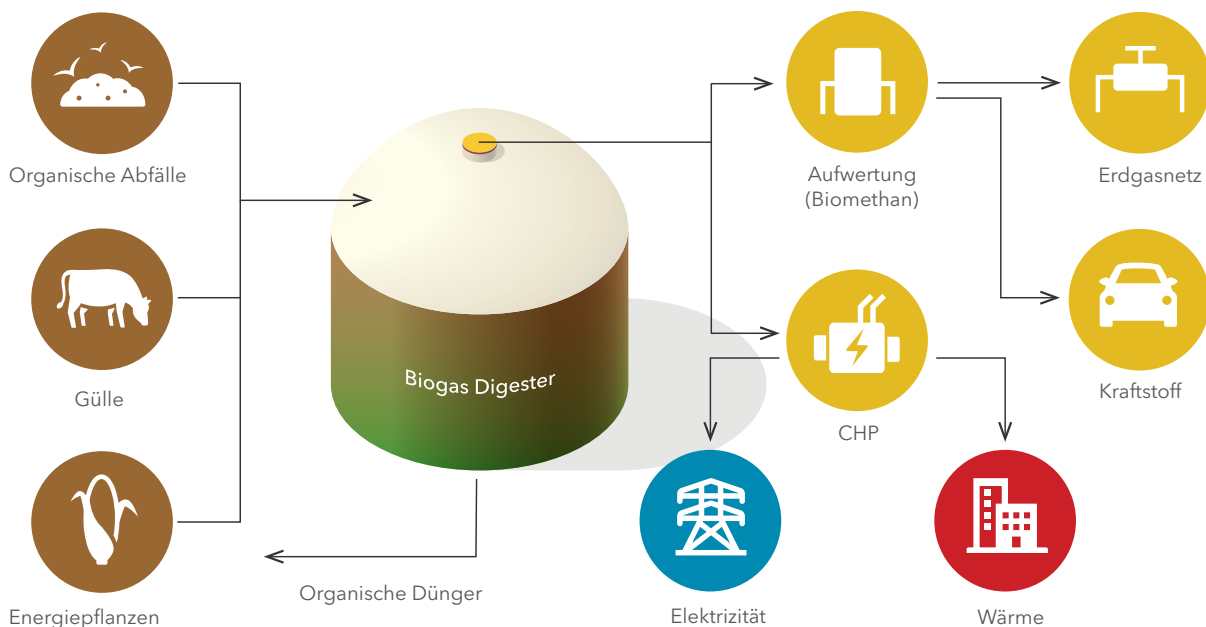 Organische Abfälle
Gülle
Energiepflanzen
Biogas Digester
Organische Dünger
Aufwertung
(Biomethan)
Erdgasnetz
CHP
Kraftstoff
Elektrizität
Wärme